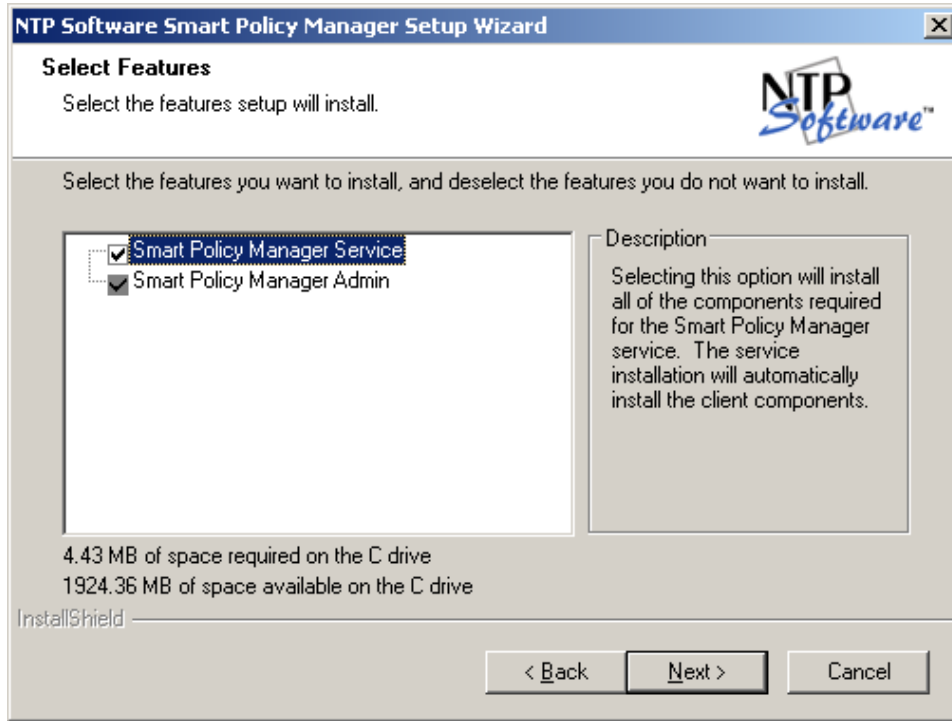 NTP Software Smart Policy Manager Setup Wizard
Select Features
Select the features setup will install.
NTP
Software™
Select the features you want to install, and deselect the features you do not want to install.
Smart Policy Manager Service
Smart Policy Manager Admin
Description
Selecting this option will install
all of the components required
for the Smart Policy Manager
service. The service
installation will automatically
install the client components.
4.43 MB of space required on the C drive
1924.36 MB of space available on the C drive
InstallShield
< Back
Next >
Cancel